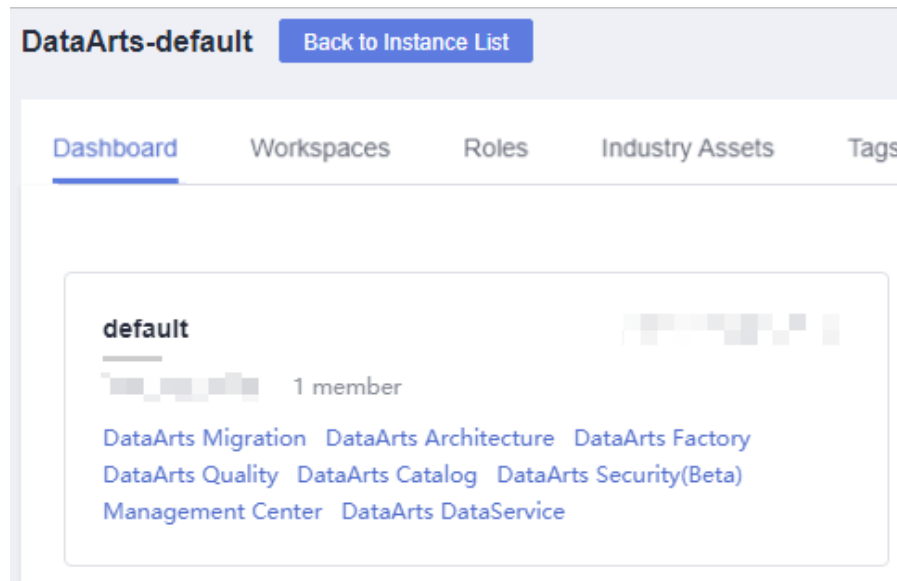 DataArts-default Back to Instance List
Dashboard Workspaces Roles Industry Assets Tags
default
1 member
DataArts Migration DataArts Architecture DataArts Factory
DataArts Quality DataArts Catalog DataArts Security(Beta)
Management Center DataArts DataService